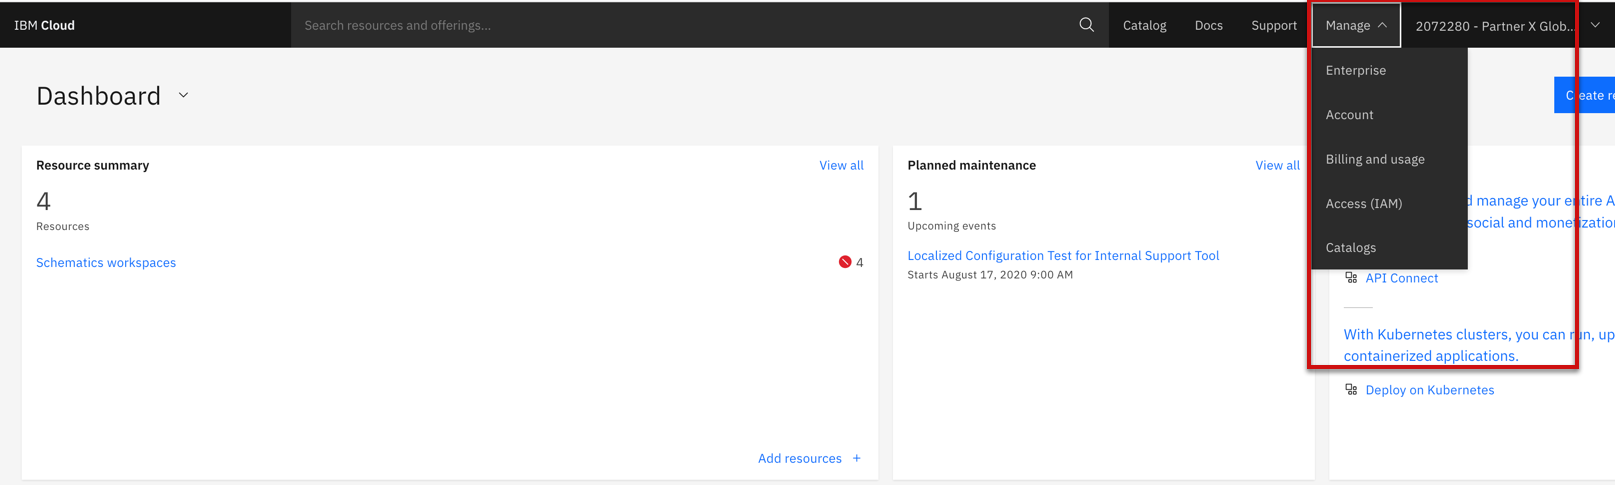 IBM Cloud
Search resources and offerings...
Catalog
Docs
Support
Manage
2072280 - Partner X Glob...
Enterprise
Account
Billing and usage
Access (IAM)
Catalogs
Dashboard
Create re
Resource summary
View all
4
Resources
Schematics workspaces
4
Add resources +
Planned maintenance
View all
1
Upcoming events
Localized Configuration Test for Internal Support Tool
Starts August 17, 2020 9:00 AM
d manage your entire A
social and monetization
API Connect
With Kubernetes clusters, you can run, up
containerized applications.
Deploy on Kubernetes